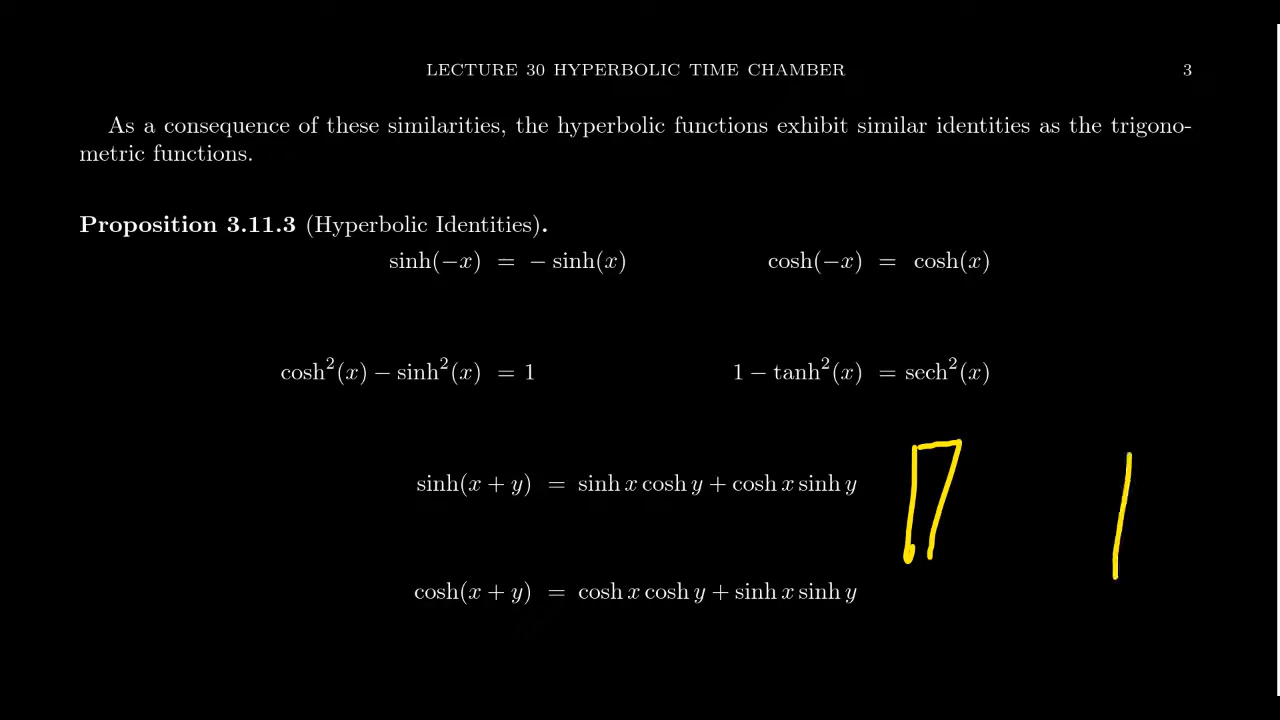 LECTURE 30 HYPERBOLIC TIME CHAMBER 3
As a consequence of these similarities, the hyperbolic functions exhibit similar identities as the trigono-
metric functions.
Proposition 3.11.3 (Hyperbolic Identities).
sinh(−x) = − sinh(x) cosh(−x) = cosh(x)
cosh²(x) − sinh²(x) = 1 1 − tanh²(x) = sech²(x)
sinh(x + y) = sinh x cosh y + cosh x sinh y
cosh(x + y) = cosh x cosh y + sinh x sinh y